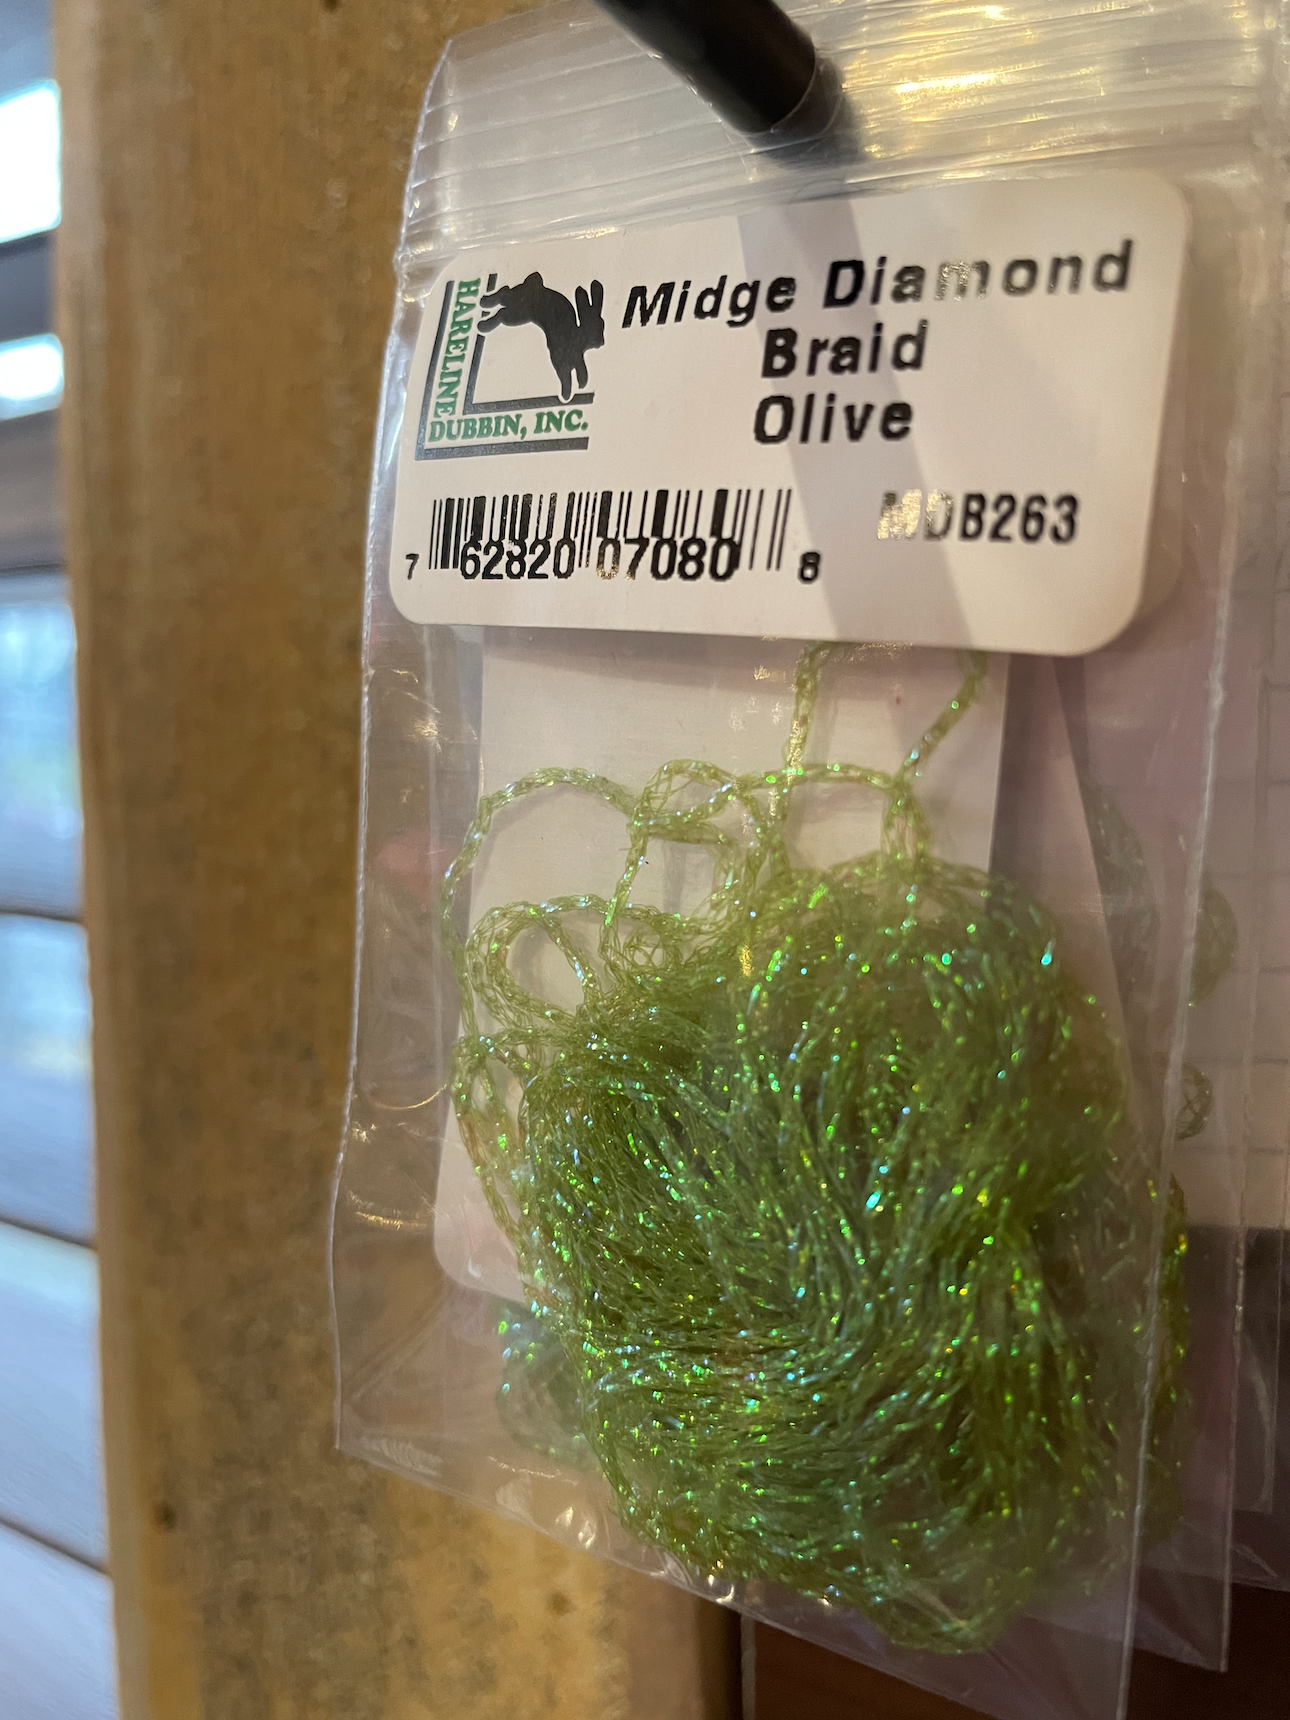 HARELINE
DUBBIN, INC.
Midge Diamond
Braid
Olive
7 62820 07080 8
MDB263